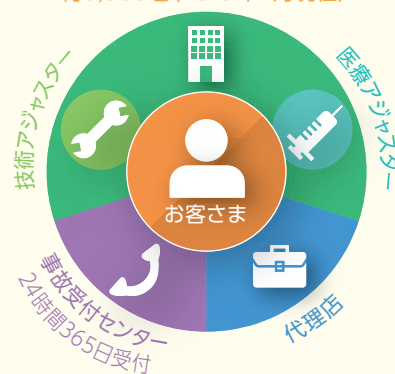 技術アジャスター
医療アジャスター
お客さま
事故受付センター
24時間365日受付
代理店